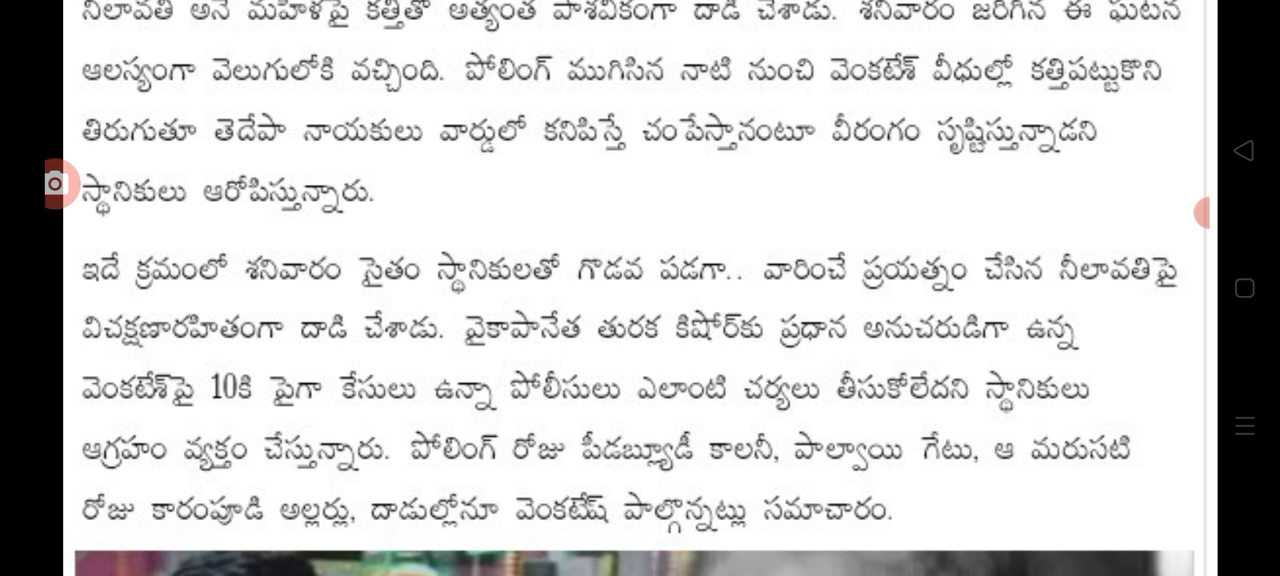 నీలావతి అనే మహిళపై కత్తితో అత్యంత పాశవికంగా దాడి చేశాడు. శనివారం జరిగిన ఈ ఘటన
ఆలస్యంగా వెలుగులోకి వచ్చింది. పోలింగ్ ముగిసిన నాటి నుంచి వెంకటేశ్ వీధుల్లో కత్తిపట్టుకొని
తిరుగుతూ తెదేపా నాయకులు వార్డులో కనిపిస్తే చంపేస్తానంటూ వీరంగం సృష్టిస్తున్నాడని
స్థానికులు ఆరోపిస్తున్నారు.
ఇదే క్రమంలో శనివారం సైతం స్థానికులతో గొడవ పడగా.. వారించే ప్రయత్నం చేసిన నీలావతిపై
విచక్షణారహితంగా దాడి చేశాడు. వైకాపానేత తురక కిషోర్‌కు ప్రధాన అనుచరుడిగా ఉన్న
వెంకటేశ్‌పై 10కి పైగా కేసులు ఉన్నా పోలీసులు ఎలాంటి చర్యలు తీసుకోలేదని స్థానికులు
ఆగ్రహం వ్యక్తం చేస్తున్నారు. పోలింగ్ రోజు పీడబ్ల్యూడీ కాలనీ, పాల్వాయి గేటు, ఆ మరుసటి
రోజు కారంపూడి అల్లర్లు, దాడుల్లోనూ వెంకటేష్ పాల్గొన్నట్లు సమాచారం.